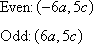 Even: (−6a, 5c)
Odd: (6a, 5c)